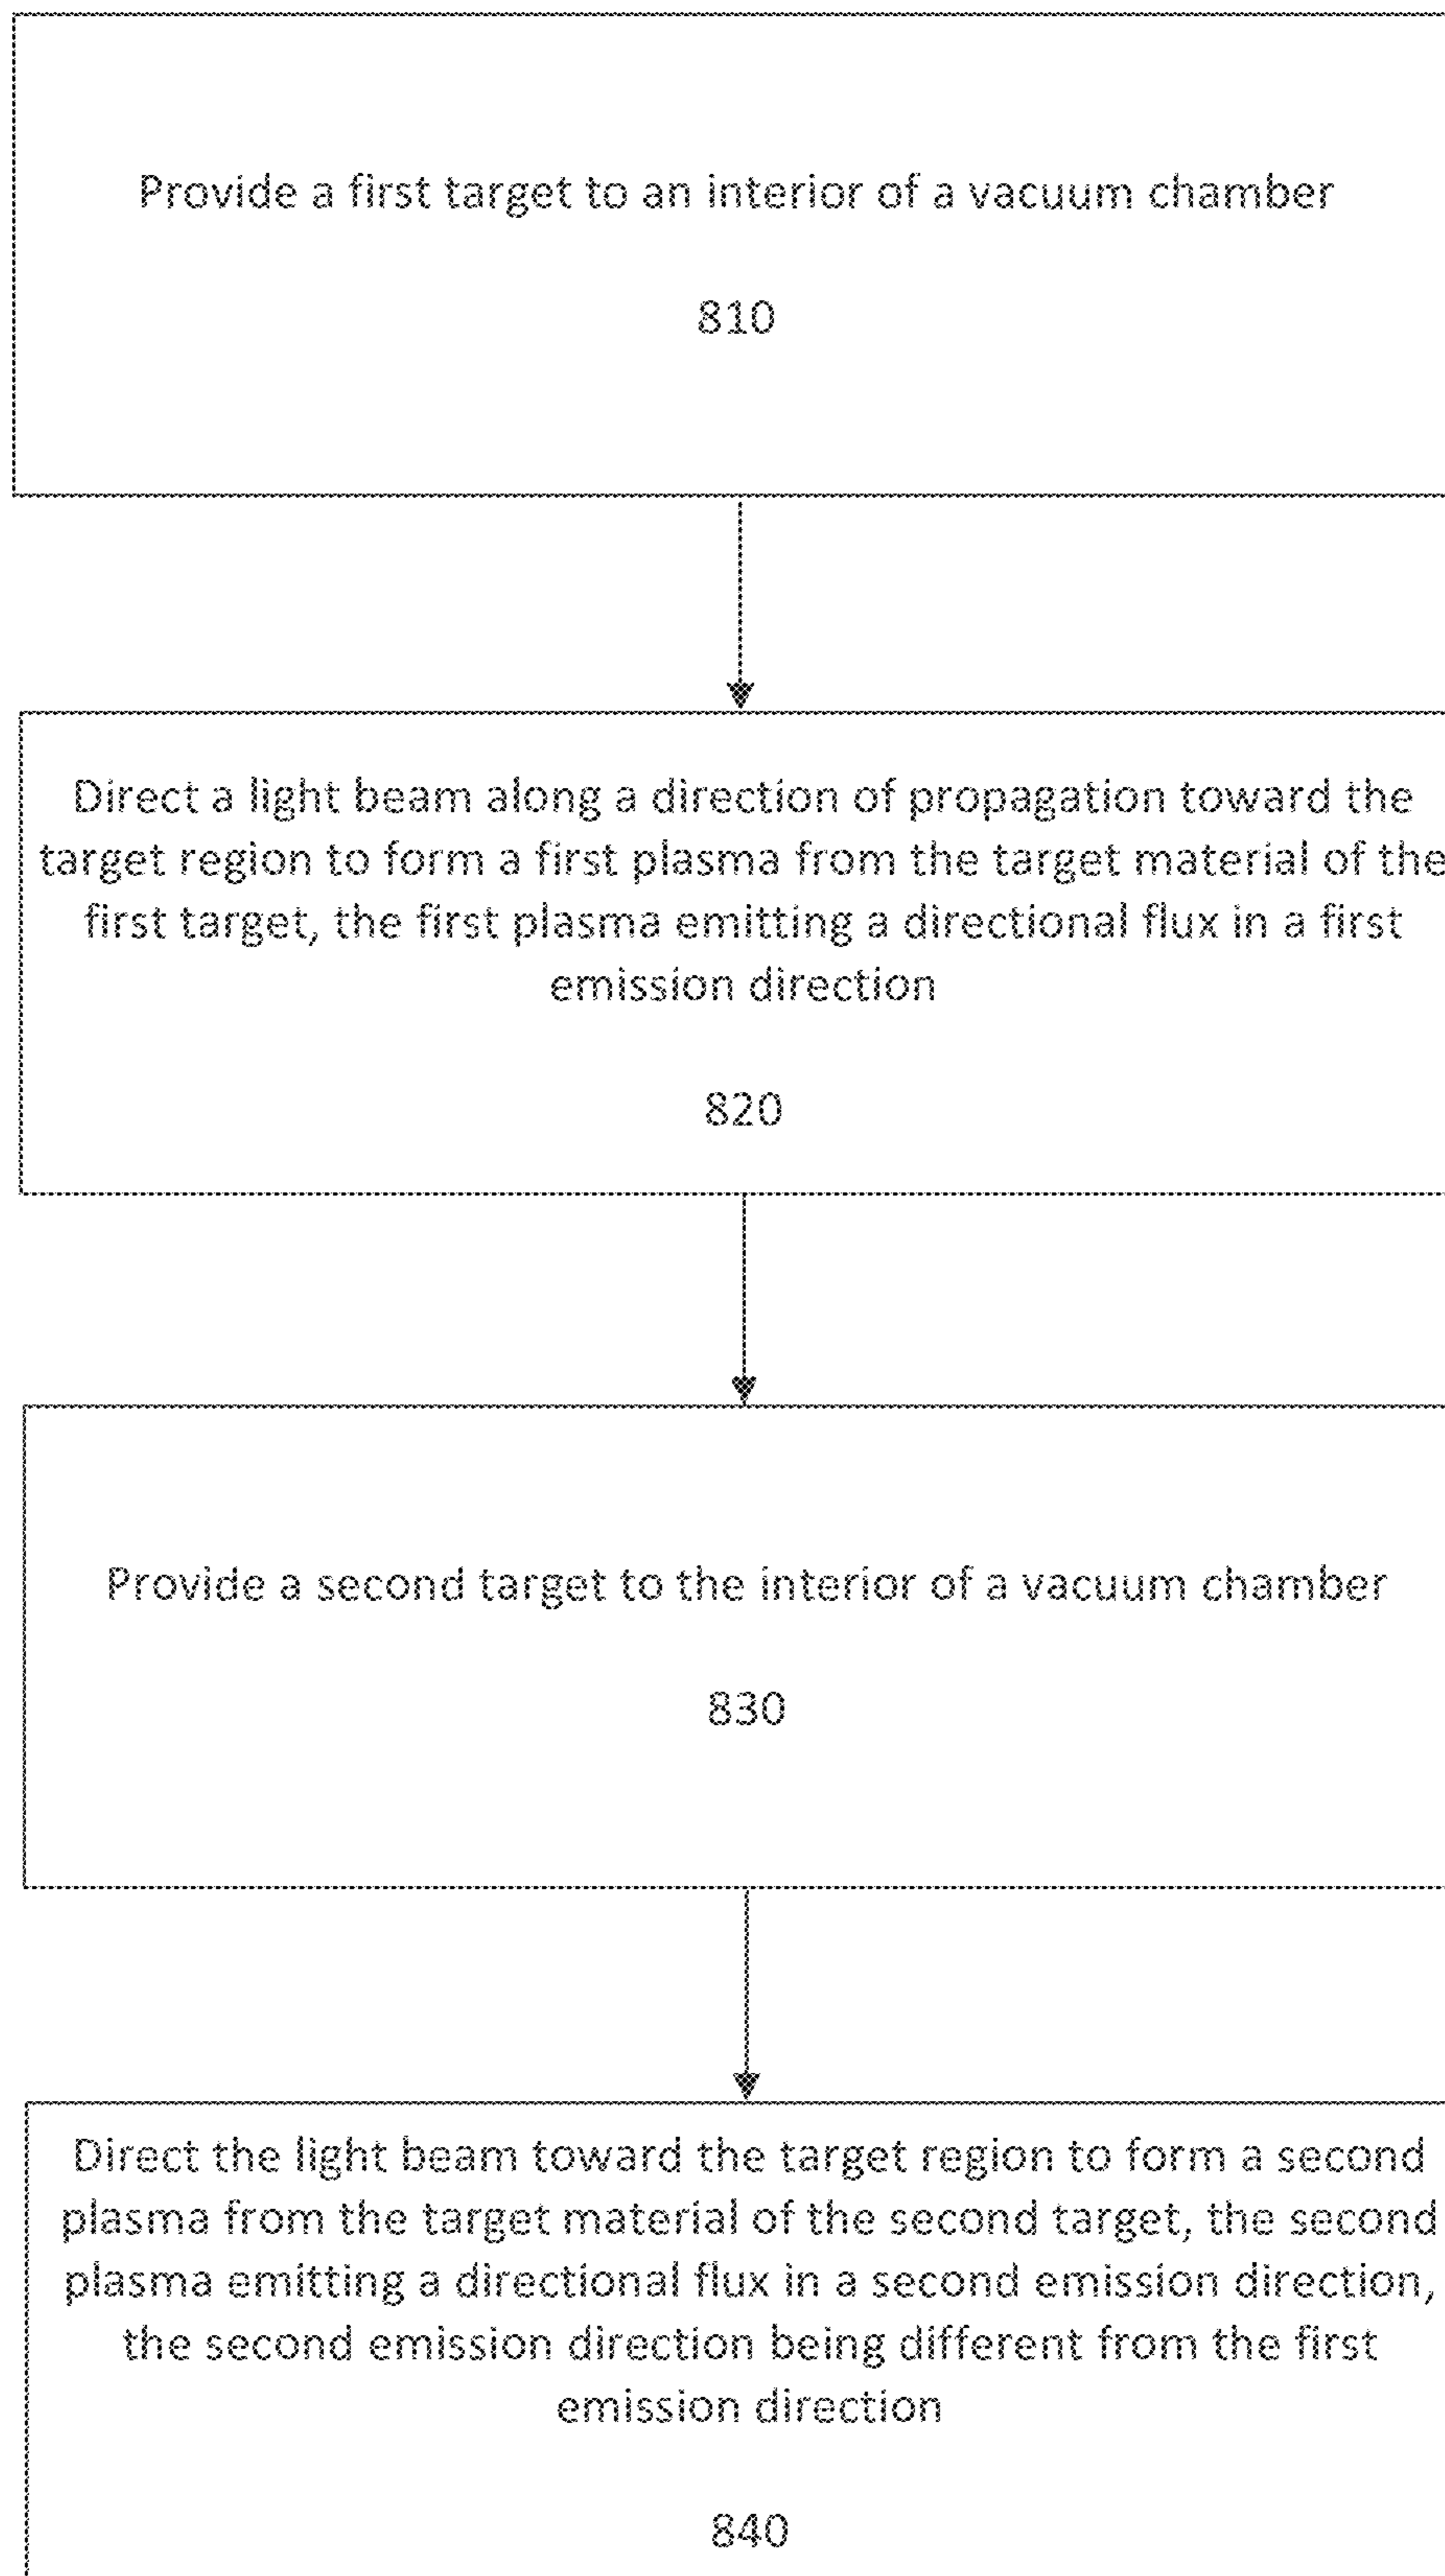 Provide a first target to an interior of a vacuum chamber
810
Direct a light beam along a direction of propagation toward the
target region to form a first plasma from the target material of the
first target, the first plasma emitting a directional flux in a first
emission direction
820
Provide a second target to the interior of a vacuum chamber
830
Direct the light beam toward the target region to form a second
plasma from the target material of the second target, the second
plasma emitting a directional flux in a second emission direction,
the second emission direction being different from the first
emission direction
840